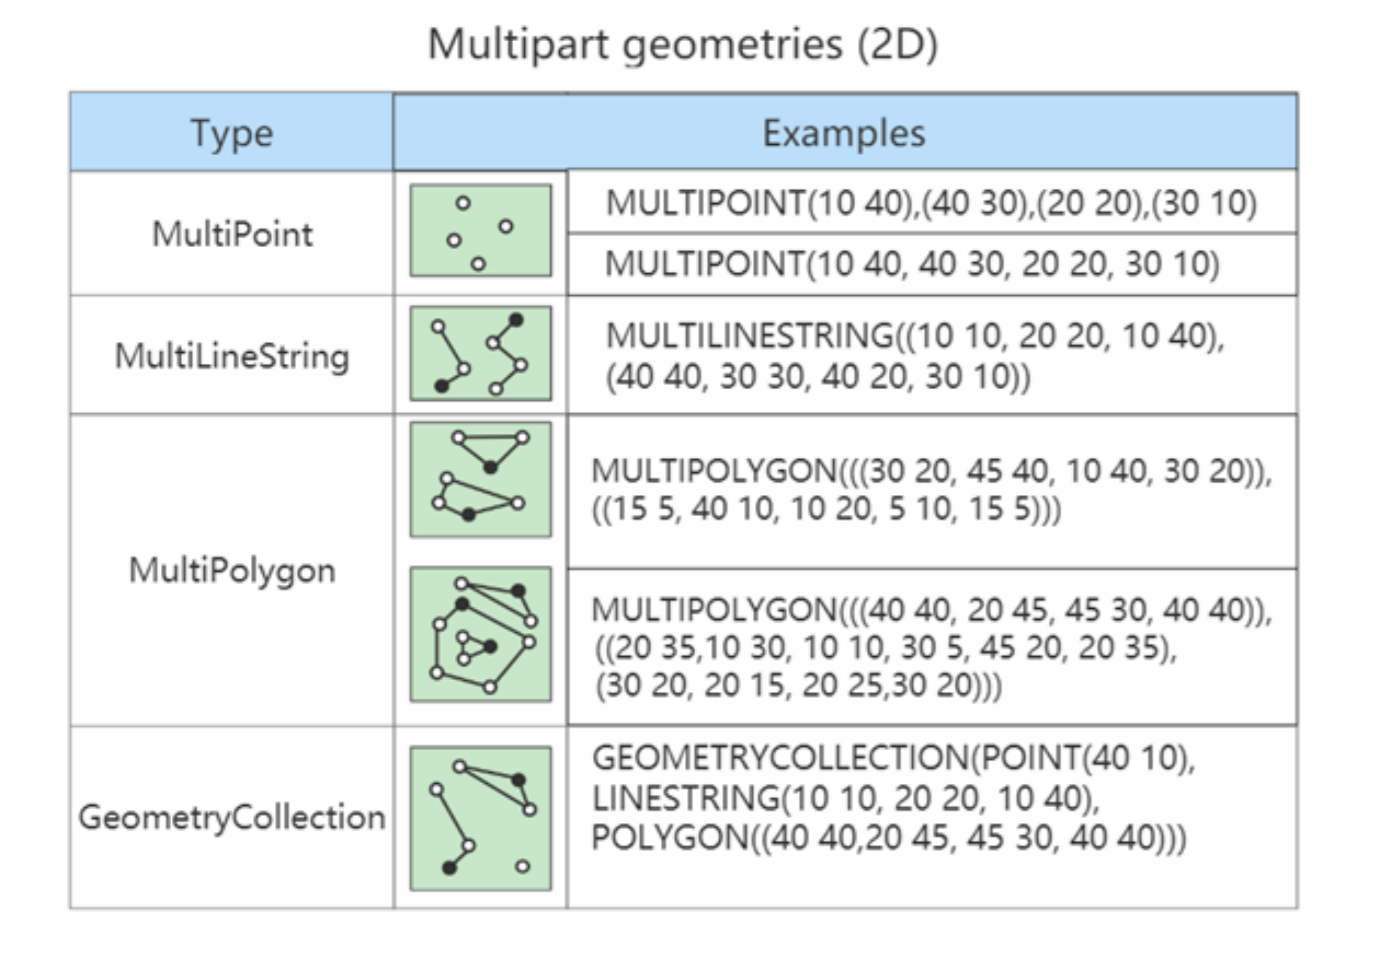 Multipart geometries (2D)
Type
Examples
MultiPoint
MULTIPOINT(10 40),(40 30),(20 20),(30 10)
MULTIPOINT(10 40, 40 30, 20 20, 30 10)
MultiLineString
MULTILINESTRING((10 10, 20 20, 10 40),
(40 40, 30 30, 40 20, 30 10))
MultiPolygon
MULTIPOLYGON(((30 20, 45 40, 10 40, 30 20)),
((15 5, 40 10, 10 20, 5 10, 15 5)))
MULTIPOLYGON(((40 40, 20 45, 45 30, 40 40)),
((20 35,10 30, 10 10, 30 5, 45 20, 20 35),
(30 20, 20 15, 20 25,30 20)))
GeometryCollection
GEOMETRYCOLLECTION(POINT(40 10),
LINESTRING(10 10, 20 20, 10 40),
POLYGON((40 40,20 45, 45 30, 40 40)))